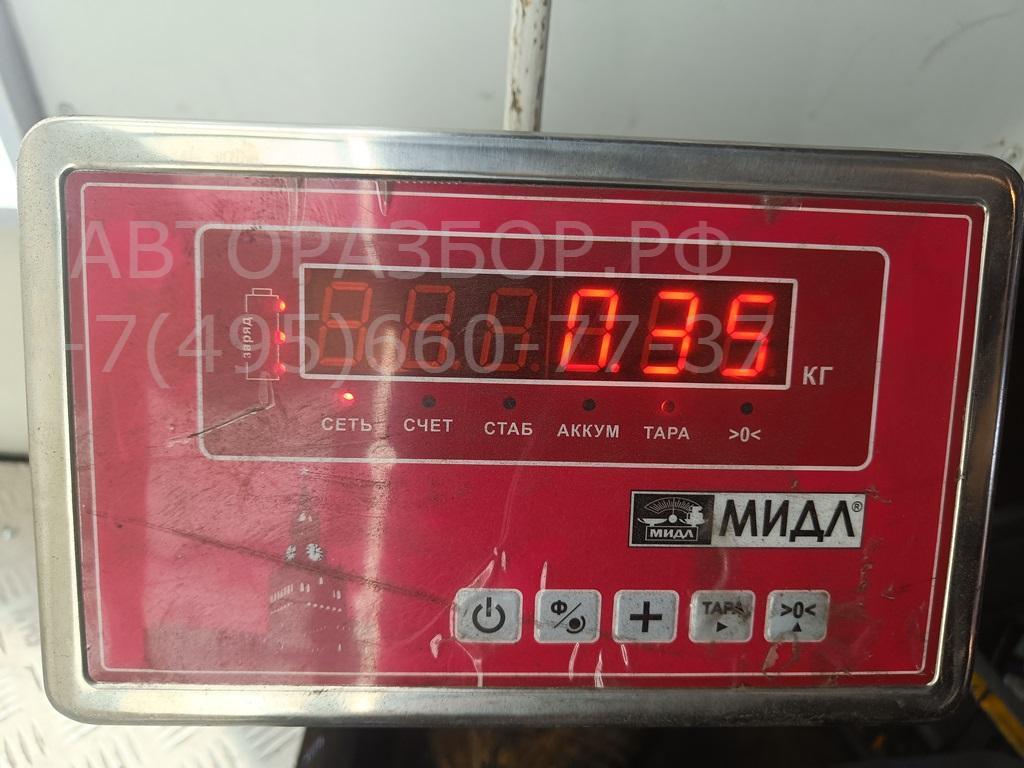 АВТОРАЗБОР.РФ
+7(495)660-77-37
заряд
0.35
КГ
СЕТЬ СЧЕТ СТАБ АККУМ ТАРА >0<
МИДЛ МИДЛ®
Ф + ТАРА >0<